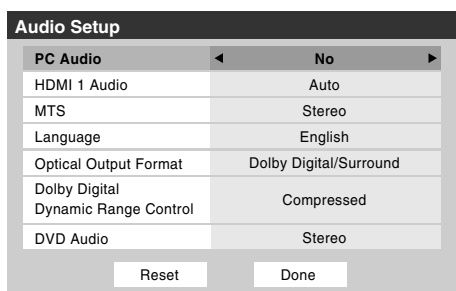 Audio Setup
PC Audio ◀ No ▶
HDMI 1 Audio Auto
MTS Stereo
Language English
Optical Output Format Dolby Digital/Surround
Dolby Digital
Dynamic Range Control Compressed
DVD Audio Stereo
Reset Done